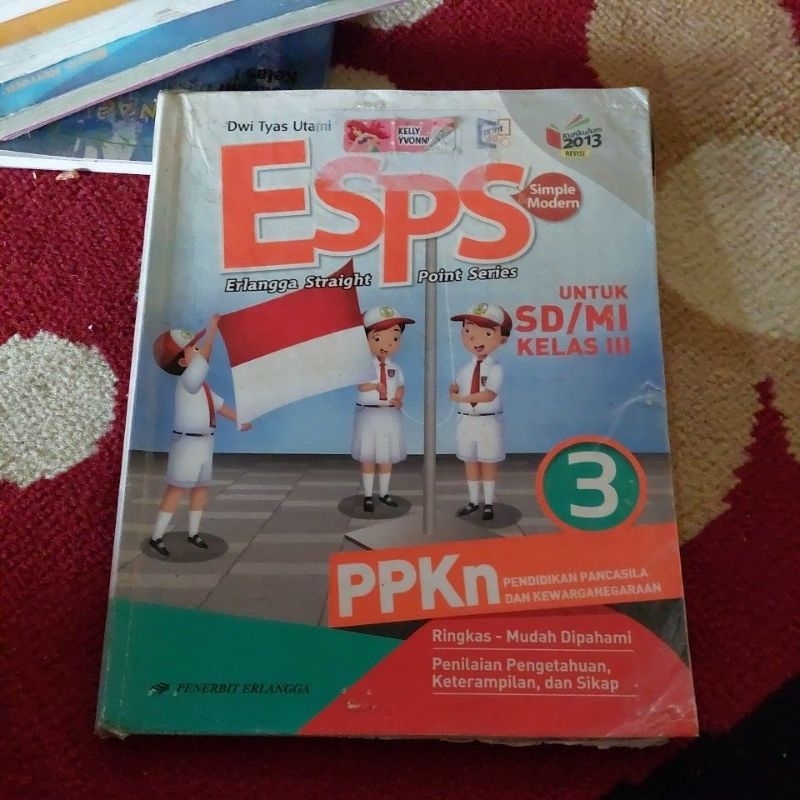 Dwi Tyas Utami
KELLY
YVONN
print
Kurikulum
2013
REVISI
ESPS
Simple
& Modern
Erlangga Straight Point Series
UNTUK
SD/MI
KELAS III
3
PPKn
PENDIDIKAN PANCASILA
DAN KEWARGANEGARAAN
Ringkas - Mudah Dipahami
Penilaian Pengetahuan,
Keterampilan, dan Sikap
PENERBIT ERLANGGA